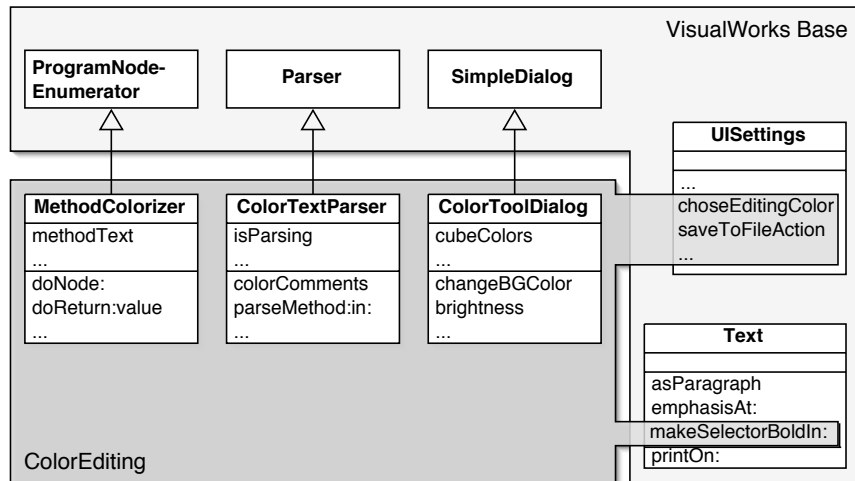 VisualWorks Base
ProgramNode-
Enumerator
Parser
SimpleDialog
UISettings
...
choseEditingColor
saveToFileAction
...
MethodColorizer
methodText
...
doNode:
doReturn:value
...
ColorTextParser
isParsing
...
colorComments
parseMethod:in:
...
ColorToolDialog
cubeColors
...
changeBGColor
brightness
...
Text
asParagraph
emphasisAt:
makeSelectorBoldIn:
printOn:
ColorEditing